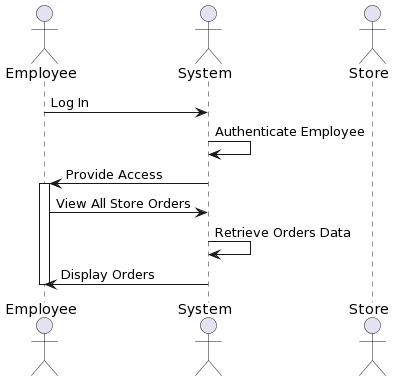 Employee System Store
Log In
Authenticate Employee
Provide Access
View All Store Orders
Retrieve Orders Data
Display Orders
Employee System Store